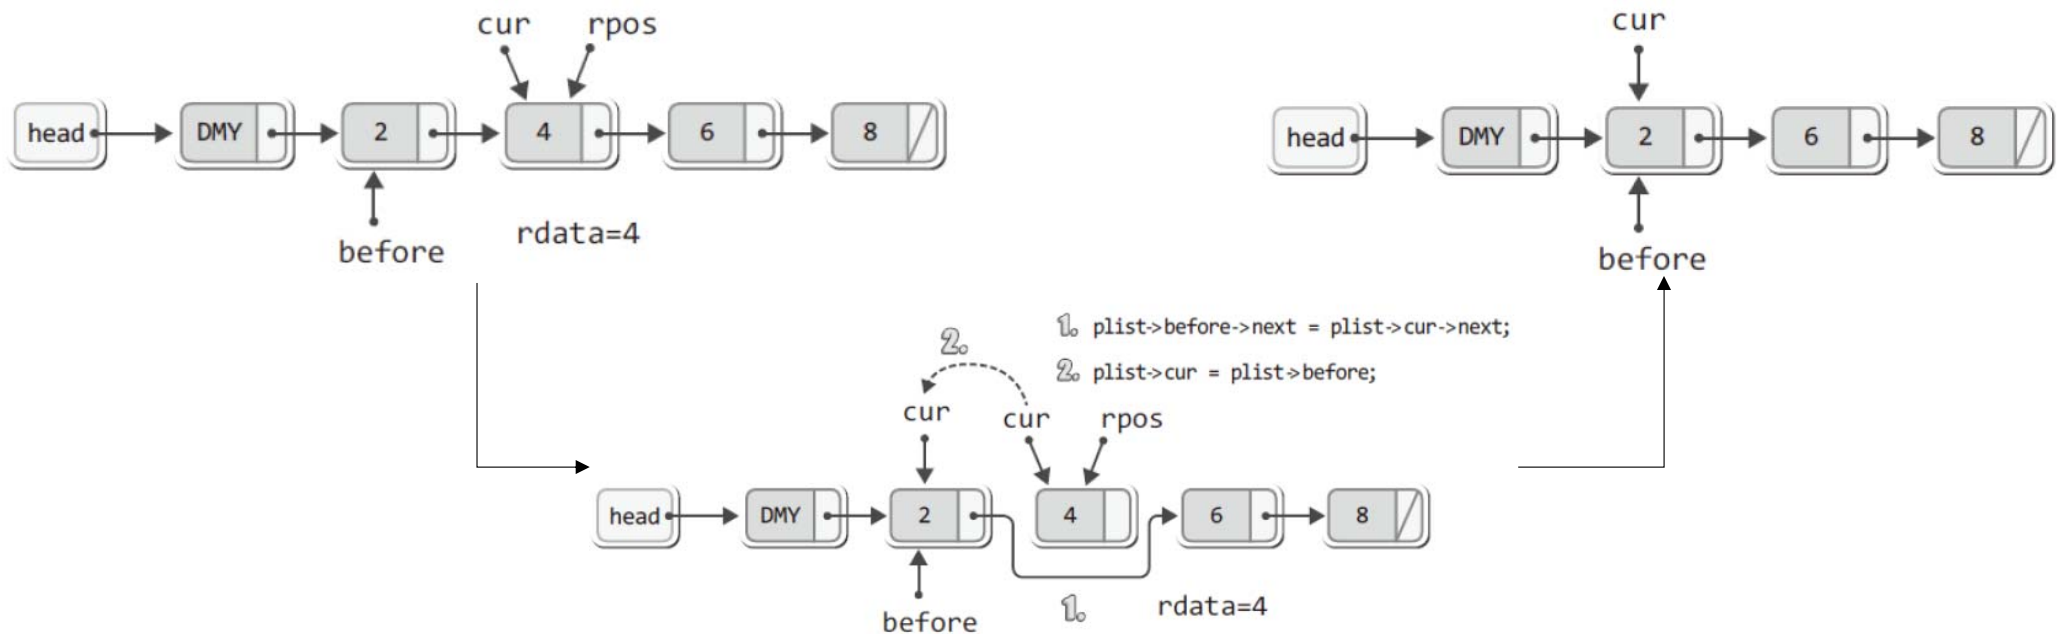 cur rpos
head DMY 2 4 6 8
before
rdata=4
cur
head DMY 2 6 8
before
1. plist->before->next = plist->cur->next;
2. plist->cur = plist->before;
2.
cur cur rpos
head DMY 2 4 6 8
before
1.
rdata=4